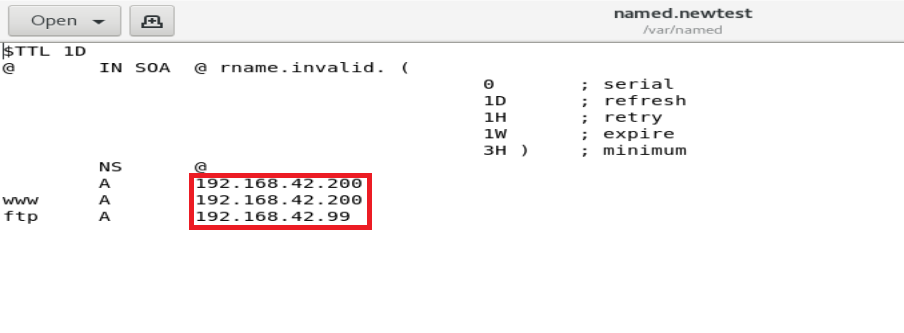 Open
named.newtest
/var/named
$TTL 1D
@ IN SOA @ rname.invalid. (
0 ; serial
1D ; refresh
1H ; retry
1W ; expire
3H ) ; minimum
NS @
A 192.168.42.200
www A 192.168.42.200
ftp A 192.168.42.99